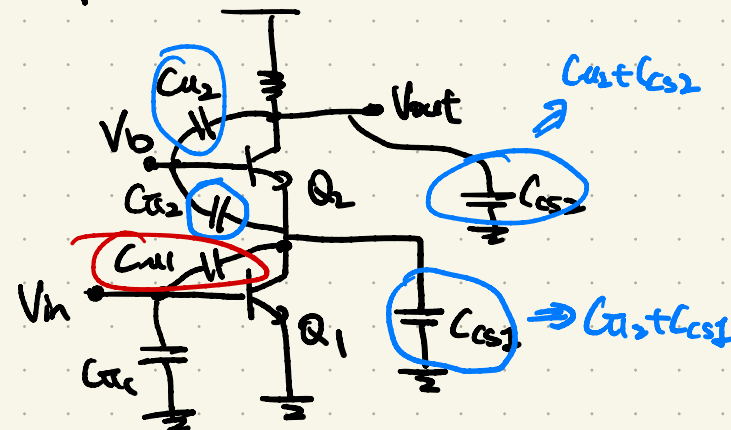 Cμ2+Ccs2
Cμ2
Vout
Vb
Q2
Ccs2
Cπ2
Cμ1
Vin
Q1
Ccs1
⇒ Cπ2+Ccs1
Cπ1